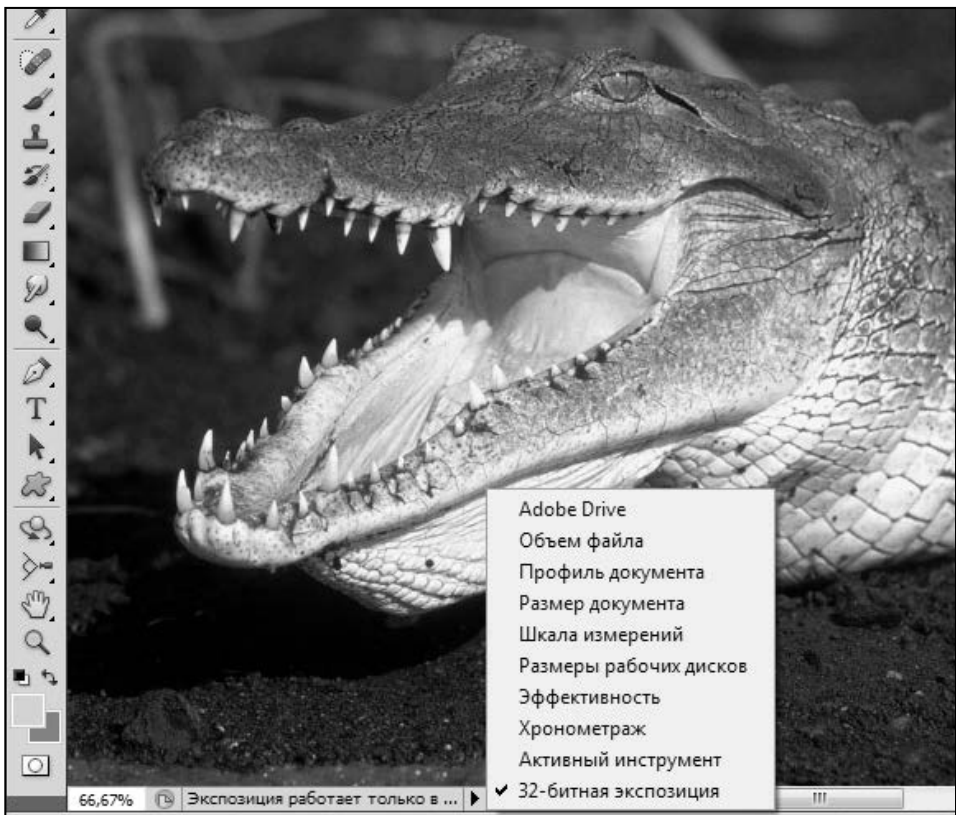 Adobe Drive
Объем файла
Профиль документа
Размер документа
Шкала измерений
Размеры рабочих дисков
Эффективность
Хронометраж
Активный инструмент
32-битная экспозиция
66,67% Экспозиция работает только в ...